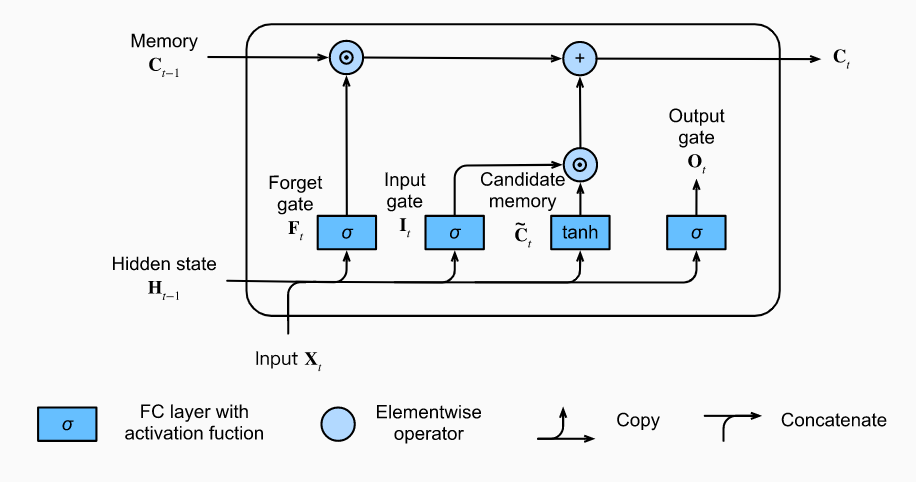 Memory
C_{t−1}
C_t
Output
gate
O_t
Forget
gate
F_t
Input
gate
I_t
Candidate
memory
C̃_t
σ
σ
tanh
σ
Hidden state
H_{t−1}
Input X_t
σ
FC layer with
activation fuction
Elementwise
operator
Copy
Concatenate